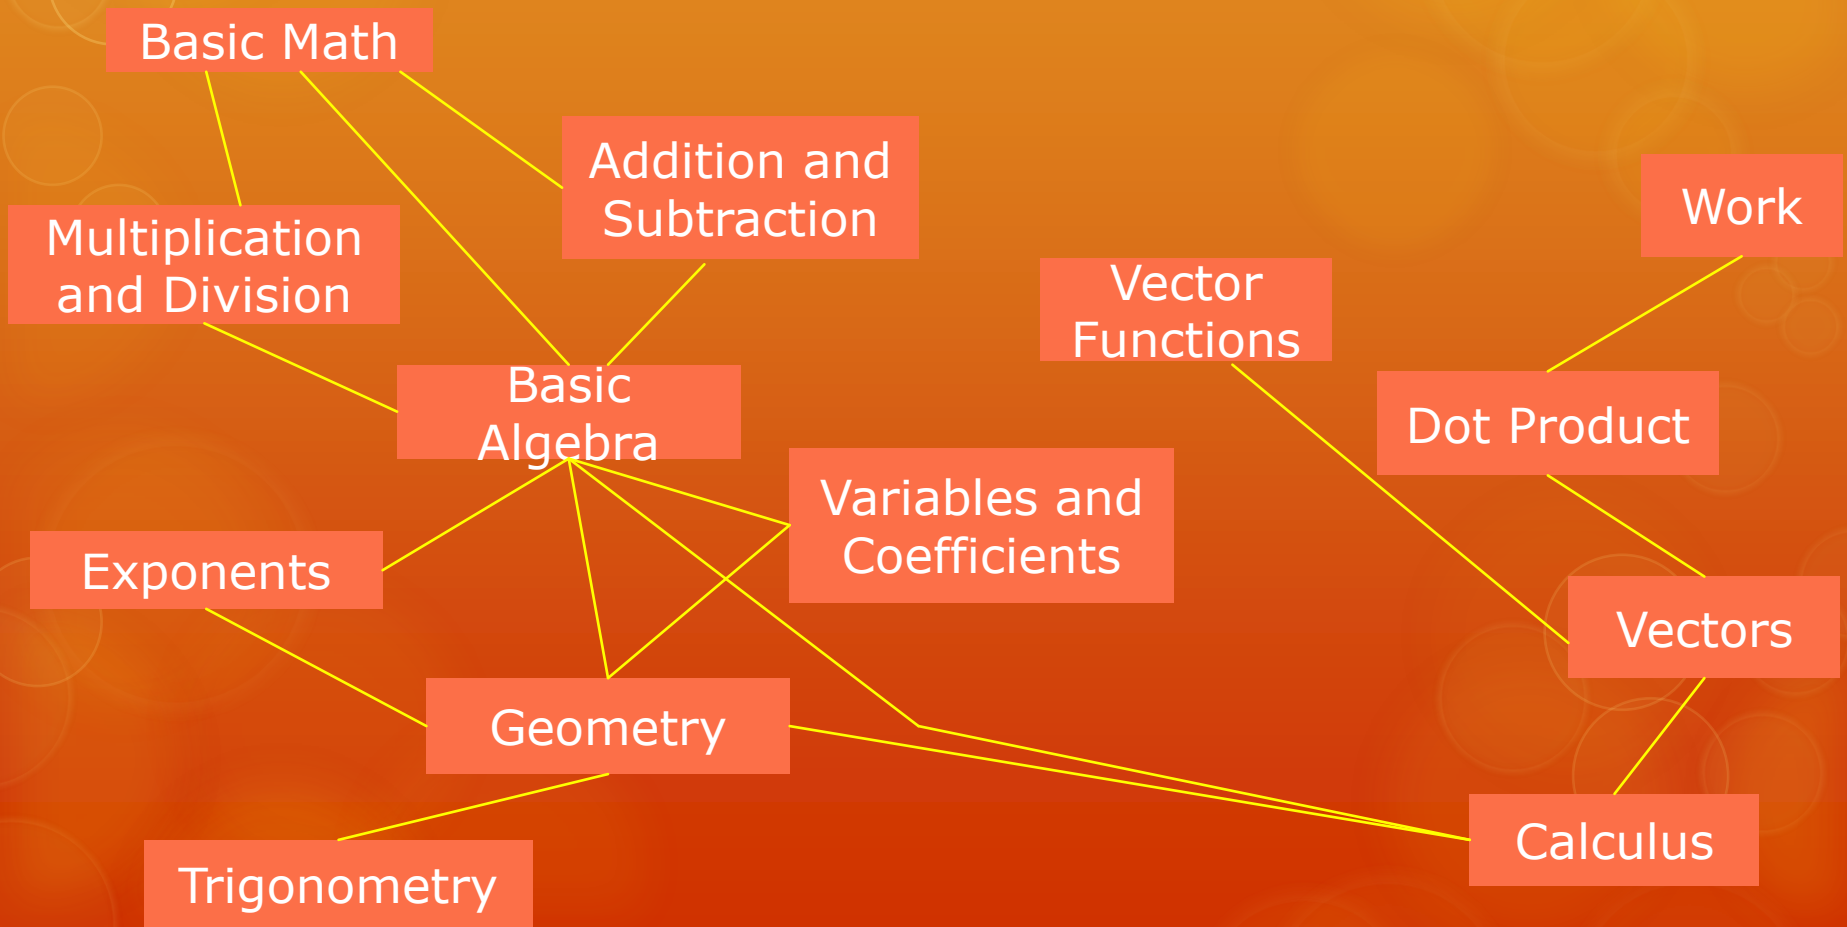 Basic Math
Addition and
Subtraction
Multiplication
and Division
Basic
Algebra
Variables and
Coefficients
Exponents
Geometry
Trigonometry
Work
Vector
Functions
Dot Product
Vectors
Calculus